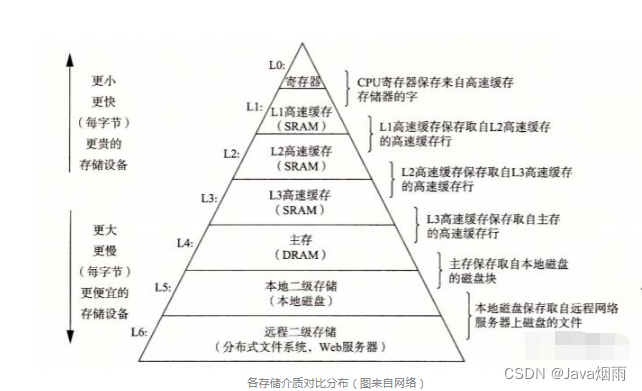 更小
更快
（每字节）
更贵的
存储设备
更大
更慢
（每字节）
更便宜的
存储设备
L0:
寄存器
CPU寄存器保存来自高速缓存
存储器的字
L1:
L1高速缓存
（SRAM）
L1高速缓存保存取自L2高速缓存
的高速缓存行
L2:
L2高速缓存
（SRAM）
L2高速缓存保存取自L3高速缓存
的高速缓存行
L3:
L3高速缓存
（SRAM）
L3高速缓存保存取自主存
的高速缓存行
L4:
主存
（DRAM）
主存保存取自本地磁盘
的磁盘块
L5:
本地二级存储
（本地磁盘）
本地磁盘保存取自远程网络
服务器上磁盘的文件
L6:
远程二级存储
（分布式文件系统，Web服务器）
各存储介质对比分布（图来自网络）
CSDN @Java烟雨